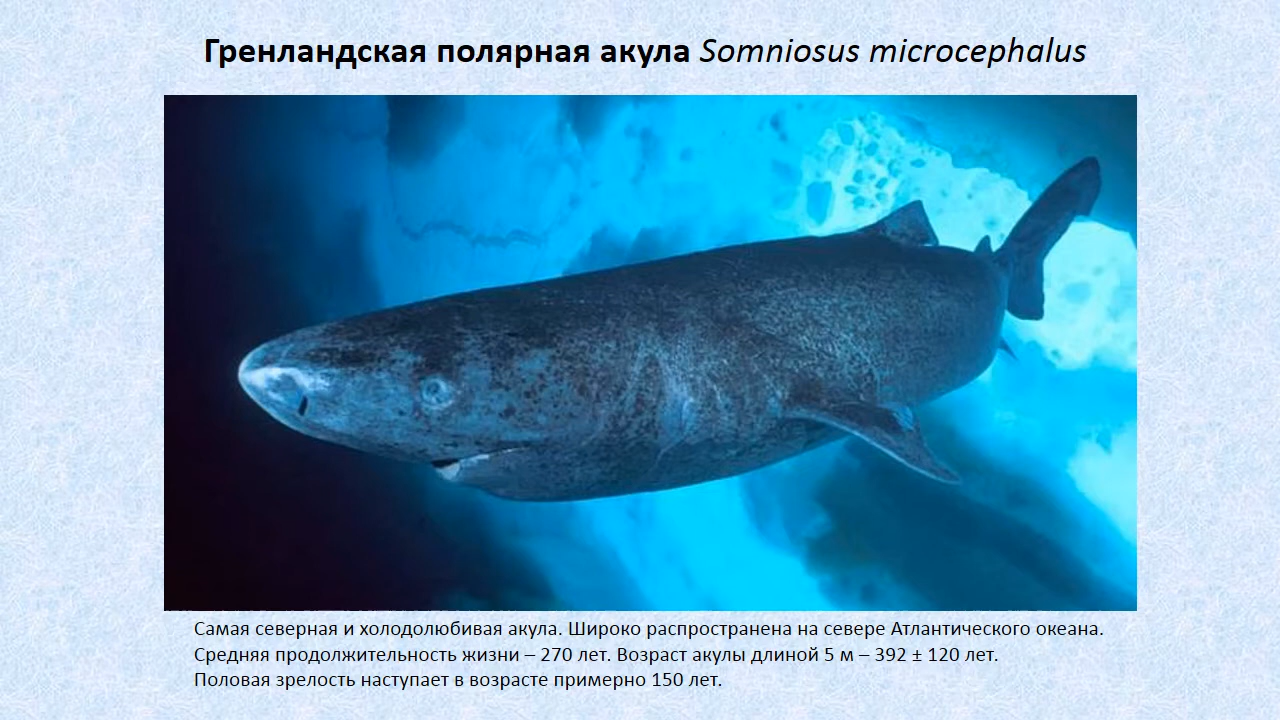 Гренландская полярная акула Somniosus microcephalus
Самая северная и холодолюбивая акула. Широко распространена на севере Атлантического океана.
Средняя продолжительность жизни – 270 лет. Возраст акулы длиной 5 м – 392 ± 120 лет.
Половая зрелость наступает в возрасте примерно 150 лет.